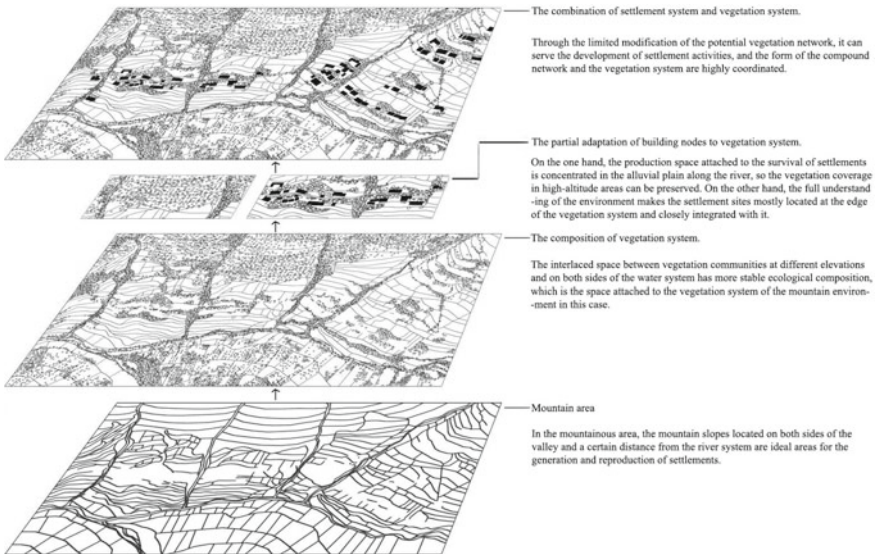 The combination of settlement system and vegetation system.
Through the limited modification of the potential vegetation network, it can
serve the development of settlement activities, and the form of the compound
network and the vegetation system are highly coordinated.
The partial adaptation of building nodes to vegetation system.
On the one hand, the production space attached to the survival of settlements
is concentrated in the alluvial plain along the river, so the vegetation coverage
in high-altitude areas can be preserved. On the other hand, the full understand
-ing of the environment makes the settlement sites mostly located at the edge
of the vegetation system and closely integrated with it.
The composition of vegetation system.
The interlaced space between vegetation communities at different elevations
and on both sides of the water system has more stable ecological composition,
which is the space attached to the vegetation system of the mountain environ-
-ment in this case.
Mountain area
In the mountainous area, the mountain slopes located on both sides of the
valley and a certain distance from the river system are ideal areas for the
generation and reproduction of settlements.